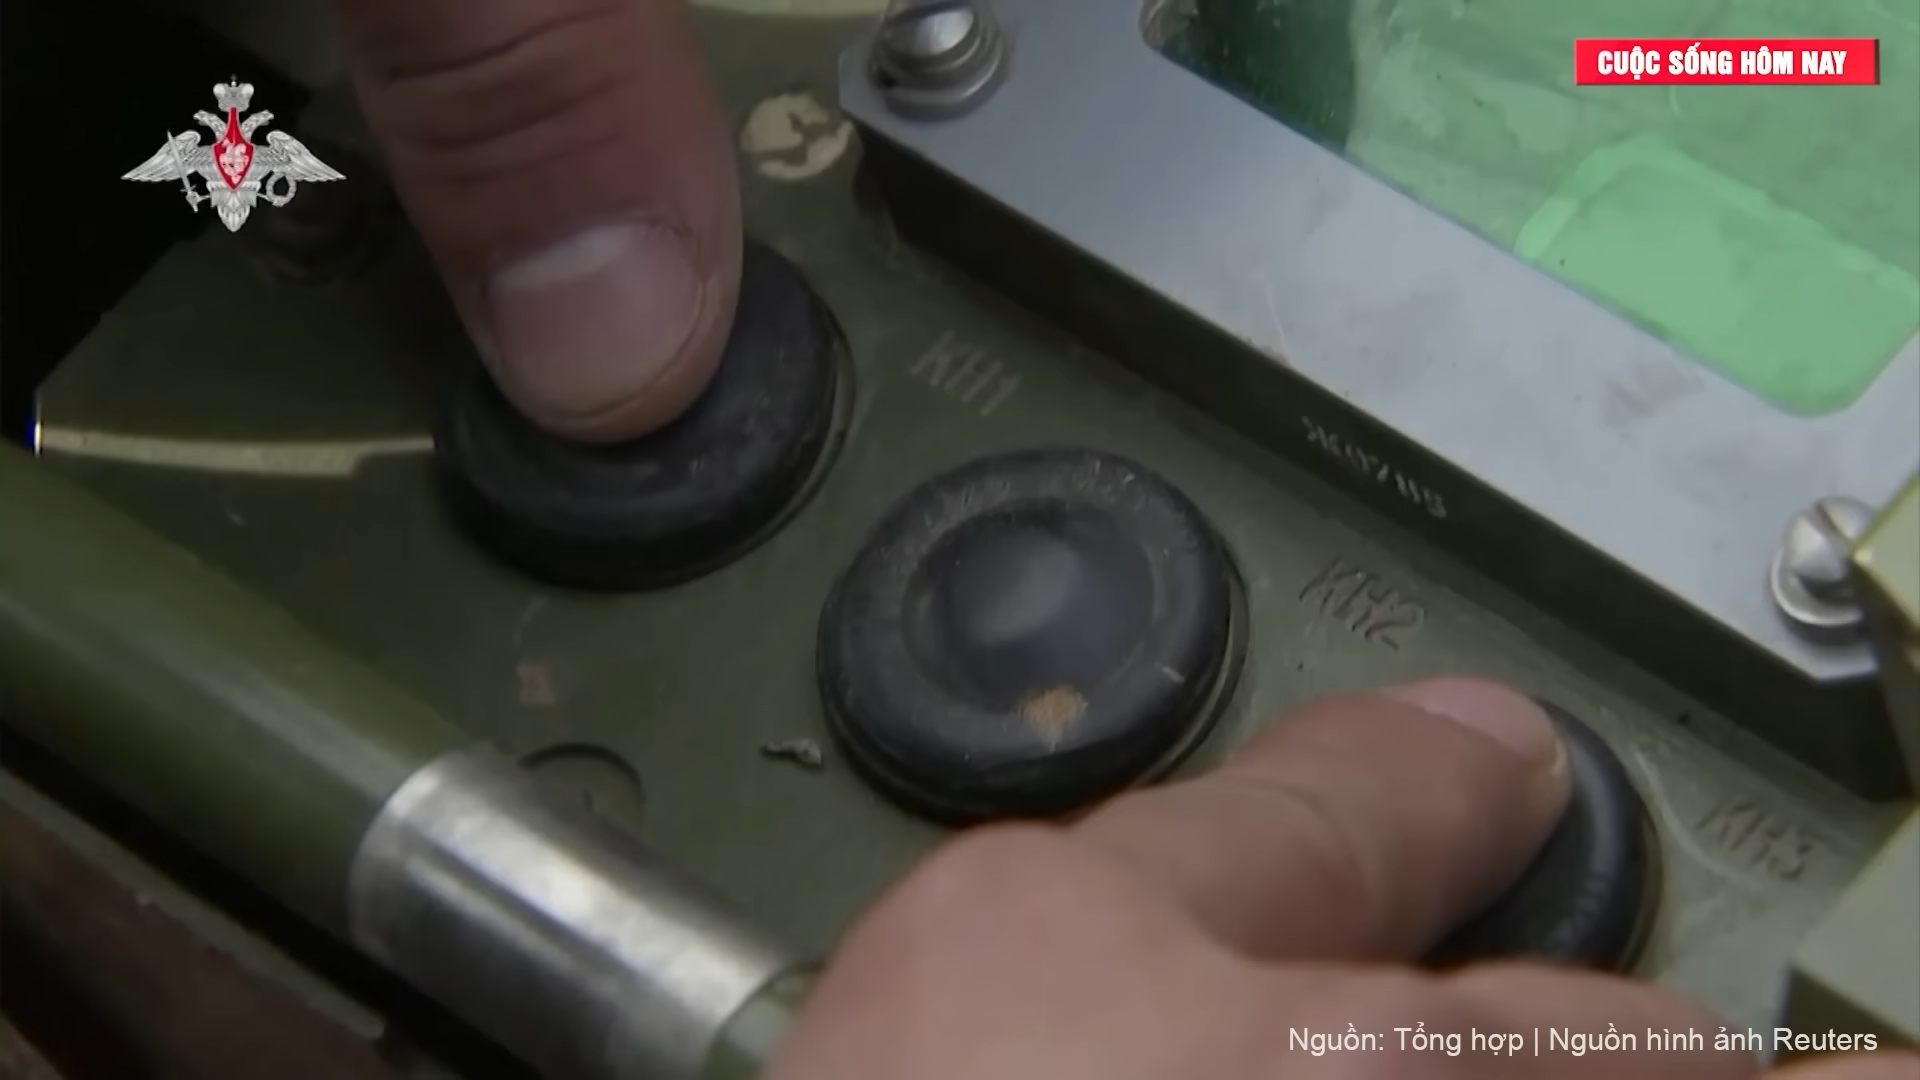 CUỘC SỐNG HÔM NAY
КН1
КН2
КН3
Nguồn: Tổng hợp | Nguồn hình ảnh Reuters